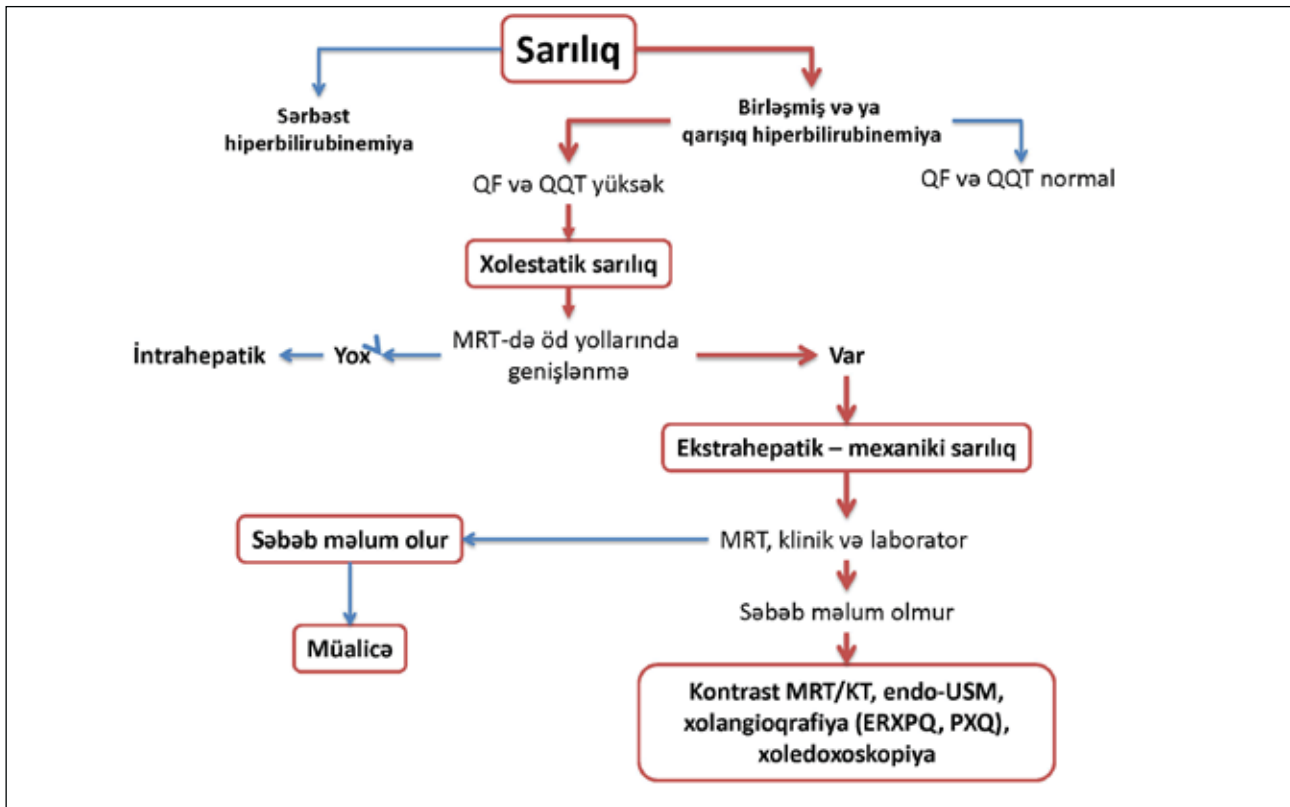 Sarılıq
Sərbəst
hiperbilirubinemiya
Birləşmiş və ya
qarışıq hiperbilirubinemiya
QF və QQT yüksək
QF və QQT normal
Xolestatik sarılıq
İntrahepatik
Yox
MRT-də öd yollarında
genişlənmə
Var
Ekstrahepatik – mexaniki sarılıq
Səbəb məlum olur
MRT, klinik və laborator
Səbəb məlum olmur
Müalicə
Kontrast MRT/KT, endo-USM,
xolangioqrafiya (ERXPQ, PXQ),
xoledoxoskopiya